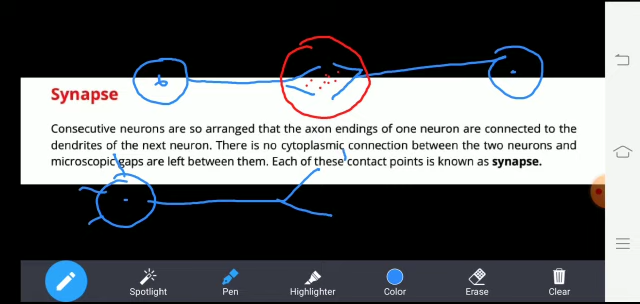 Synapse
Consecutive neurons are so arranged that the axon endings of one neuron are connected to the
dendrites of the next neuron. There is no cytoplasmic connection between the two neurons and
microscopic gaps are left between them. Each of these contact points is known as synapse.
Spotlight Pen Highlighter Color Erase Clear